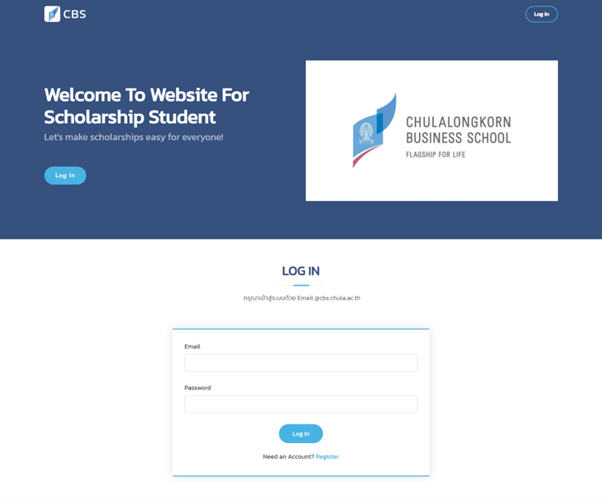 CBS
Log In
Welcome To Website For
Scholarship Student
Let's make scholarships easy for everyone!
Log In
CHULALONGKORN
BUSINESS SCHOOL
FLAGSHIP FOR LIFE
LOG IN
กรุณาเข้าสู่ระบบด้วย Email @cbs.chula.ac.th
Email
Password
Log In
Need an Account? Register